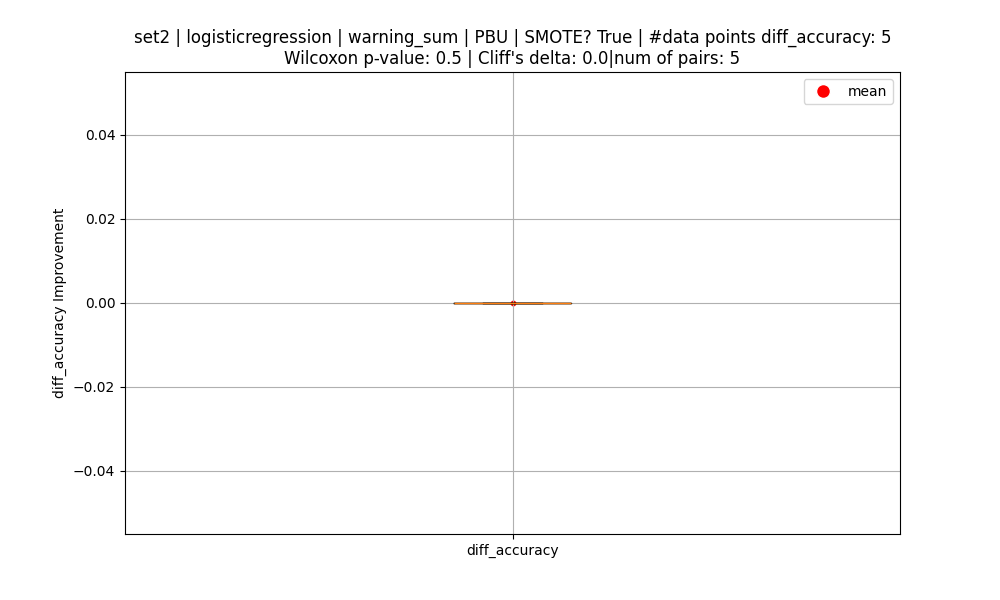 set2 | logisticregression | warning_sum | PBU | SMOTE? True | #data points diff_accuracy: 5
Wilcoxon p-value: 0.5 | Cliff's delta: 0.0|num of pairs: 5
mean
0.04
0.02
0.00
−0.02
−0.04
diff_accuracy Improvement
diff_accuracy